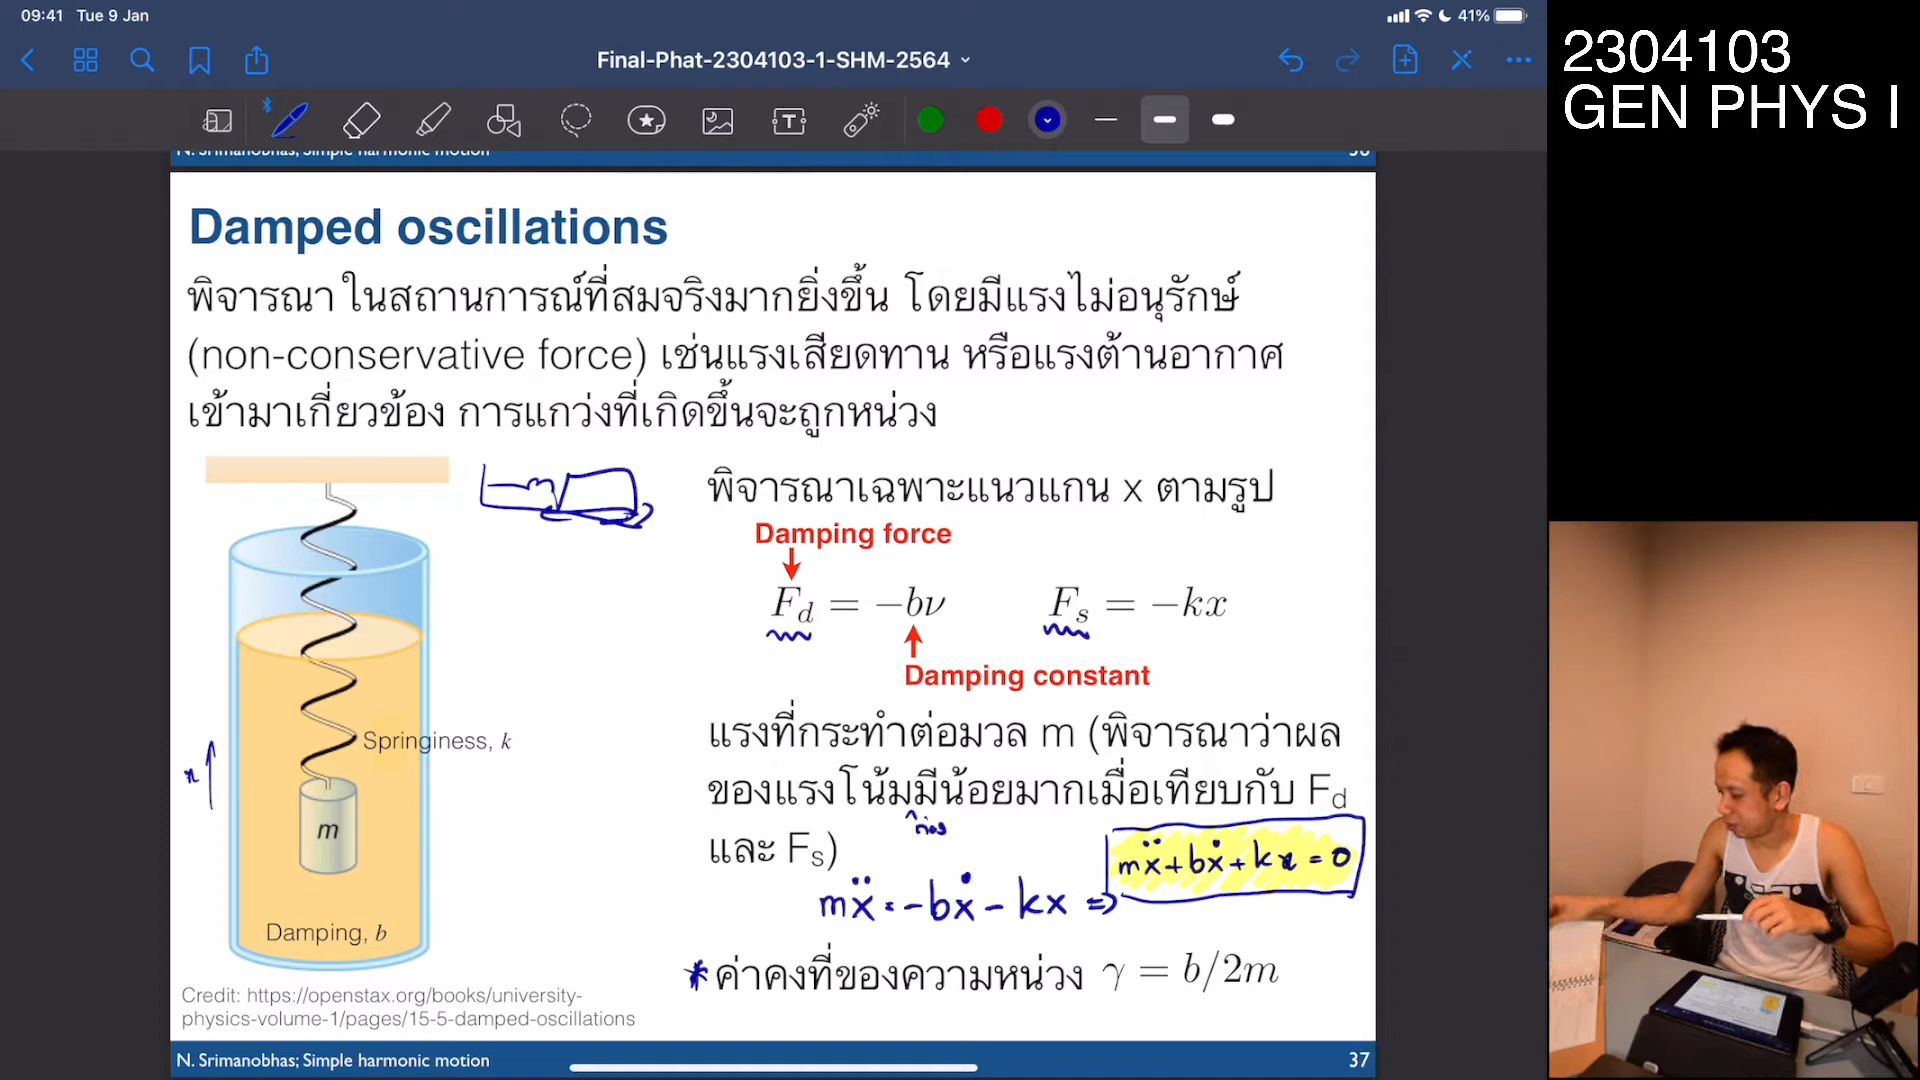 09:41 Tue 9 Jan
41%
Final-Phat-2304103-1-SHM-2564
2304103
GEN PHYS I
N. Srimanobhas; Simple harmonic motion
36
Damped oscillations
พิจารณา ในสถานการณ์ที่สมจริงมากยิ่งขึ้น โดยมีแรงไม่อนุรักษ์
(non-conservative force) เช่นแรงเสียดทาน หรือแรงต้านอากาศ
เข้ามาเกี่ยวข้อง การแกว่งที่เกิดขึ้นจะถูกหน่วง
พิจารณาเฉพาะแนวแกน x ตามรูป
Damping force
F_d = −bν
F_s = −kx
Damping constant
Springiness, k
x
m
Damping, b
แรงที่กระทำต่อมวล m (พิจารณาว่าผล
ของแรงโน้มมีน้อยมากเมื่อเทียบกับ F_d
ถ่วง
และ F_s)
mẍ + bẋ + kx = 0
mẍ = −bẋ − kx ⇒
*ค่าคงที่ของความหน่วง γ = b/2m
Credit: https://openstax.org/books/university-
physics-volume-1/pages/15-5-damped-oscillations
N. Srimanobhas; Simple harmonic motion
37